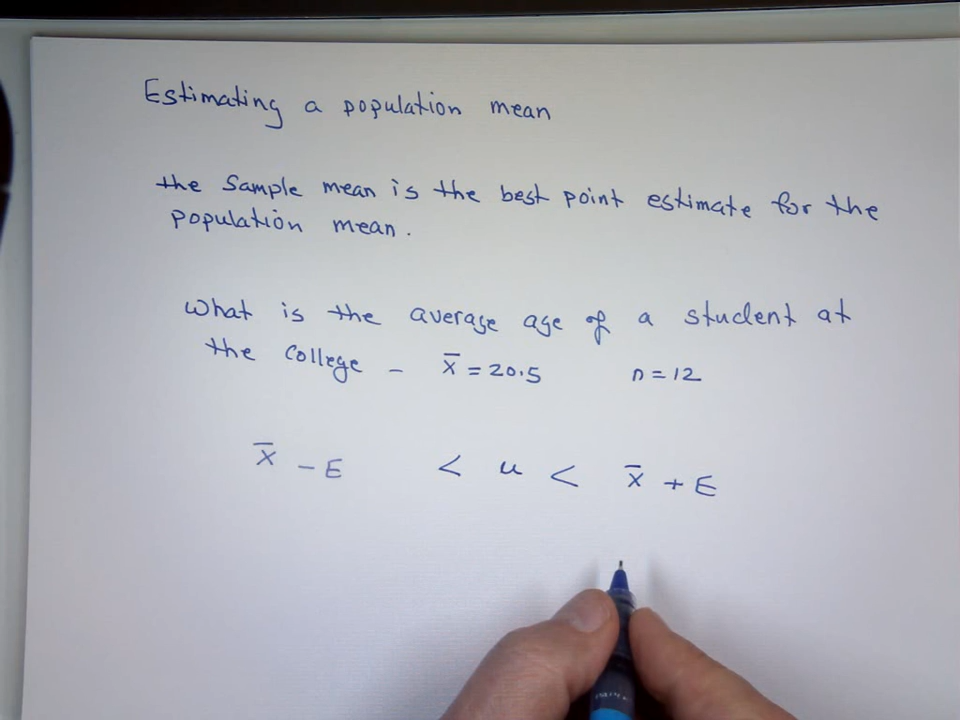 Estimating a population mean
the Sample mean is the best point estimate for the
population mean.
What is the average age of a student at
the college - x̄ = 20.5 n = 12
x̄ - E < u < x̄ + E